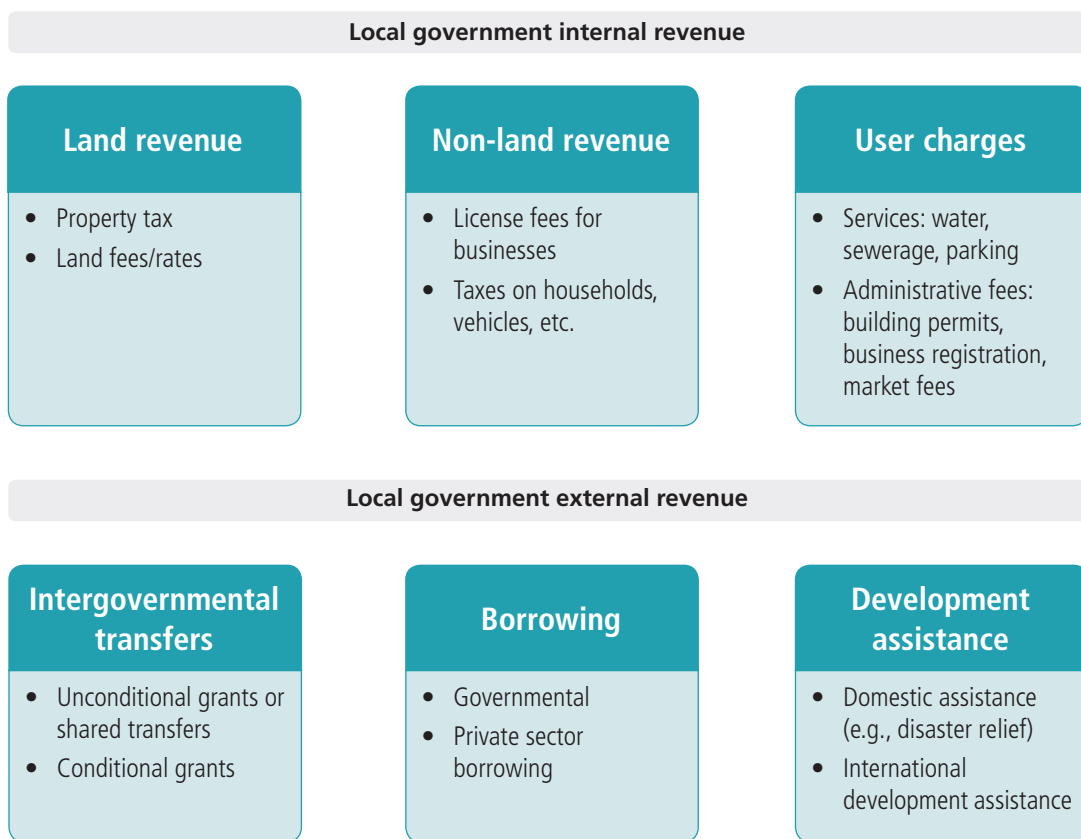 Local government internal revenue
Land revenue
• Property tax
• Land fees/rates
Non-land revenue
• License fees for
businesses
• Taxes on households,
vehicles, etc.
User charges
• Services: water,
sewerage, parking
• Administrative fees:
building permits,
business registration,
market fees
Local government external revenue
Intergovernmental
transfers
• Unconditional grants or
shared transfers
• Conditional grants
Borrowing
• Governmental
• Private sector
borrowing
Development
assistance
• Domestic assistance
(e.g., disaster relief)
• International
development assistance